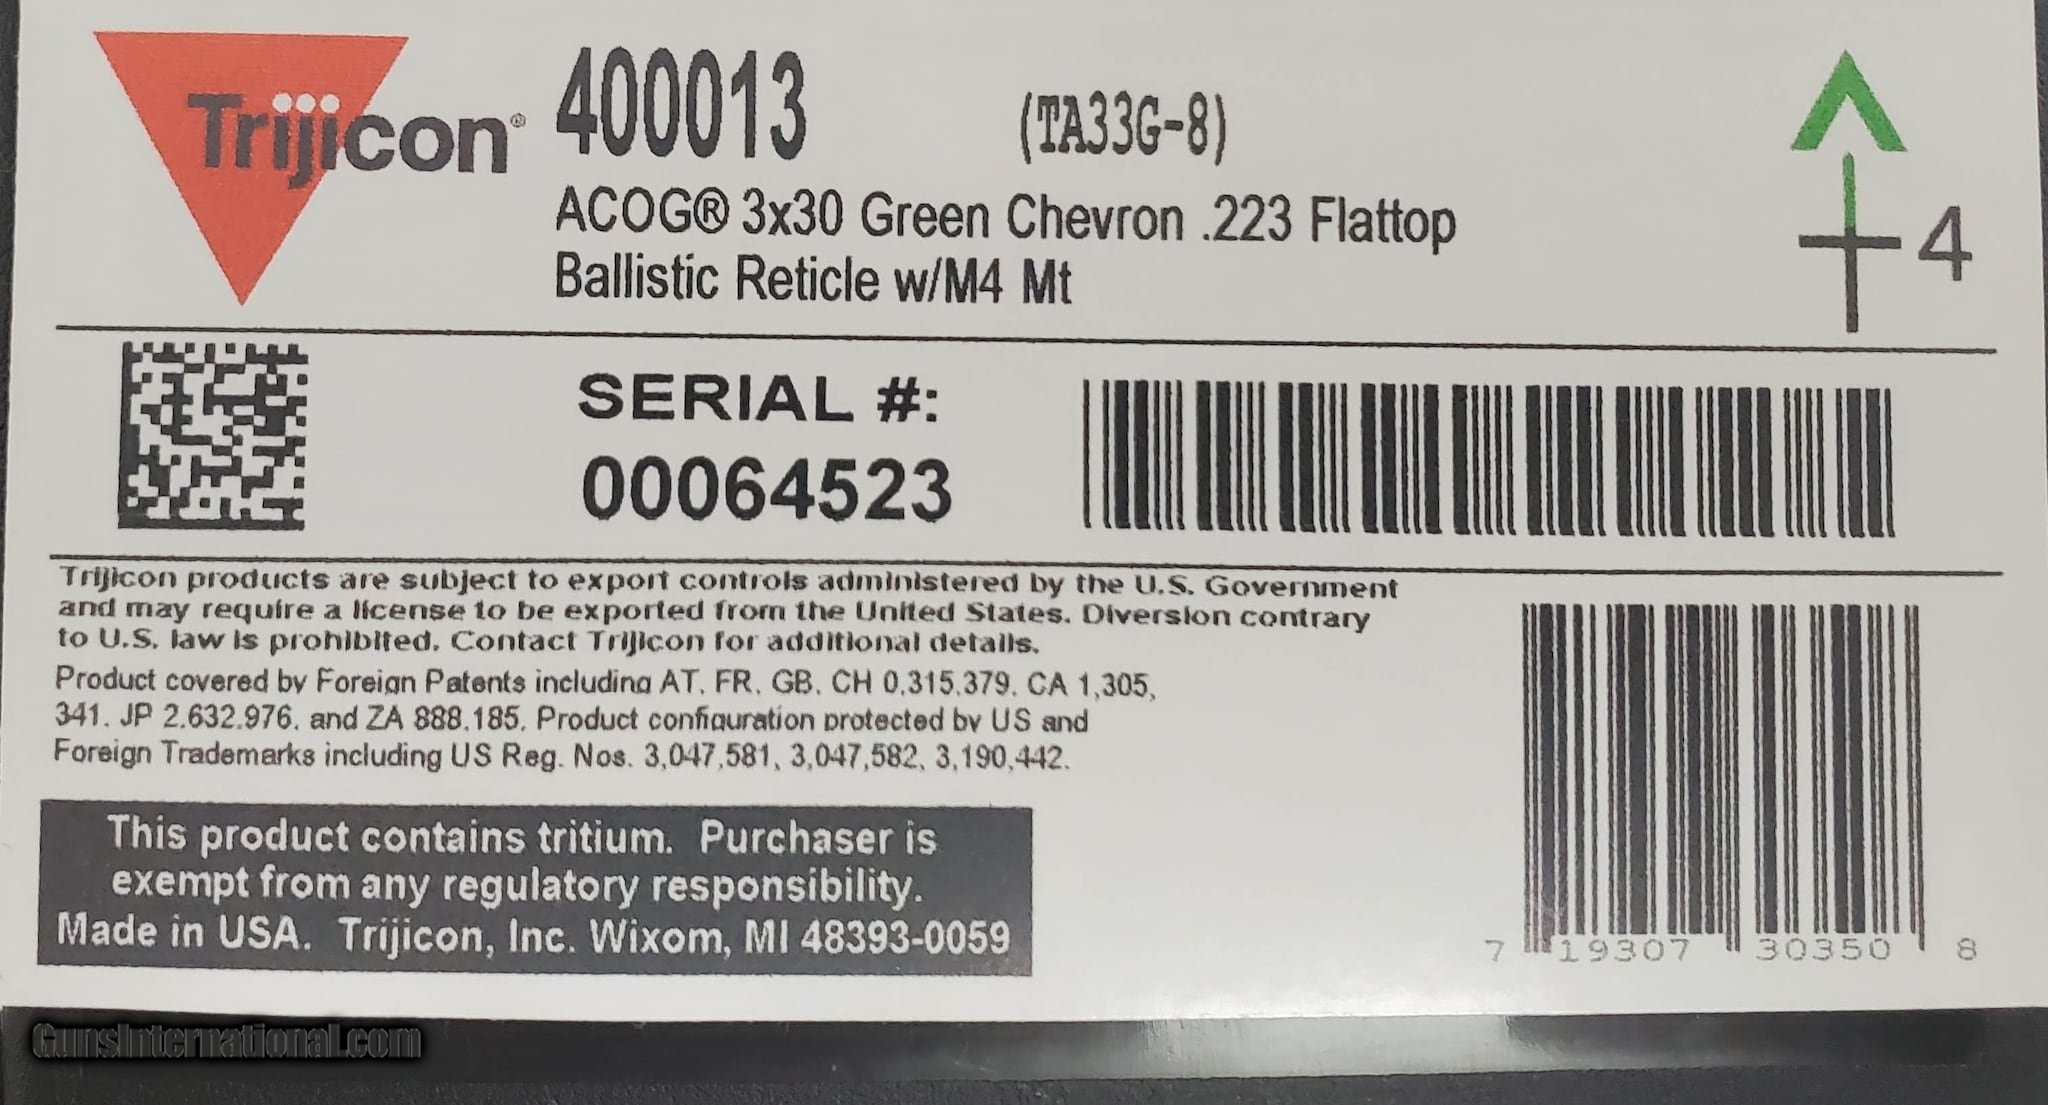 Trijicon®
400013 (TA33G-8)
ACOG® 3x30 Green Chevron .223 Flattop
Ballistic Reticle w/M4 Mt
4
SERIAL #:
00064523
Trijicon products are subject to export controls administered by the U.S. Government
and may require a license to be exported from the United States. Diversion contrary
to U.S. law is prohibited. Contact Trijicon for additional details.
Product covered by Foreign Patents including AT, FR, GB, CH 0,315,379, CA 1,305,
341, JP 2,632,976, and ZA 888,185. Product configuration protected by US and
Foreign Trademarks including US Reg. Nos. 3,047,581, 3,047,582, 3,190,442.
This product contains tritium. Purchaser is
exempt from any regulatory responsibility.
Made in USA. Trijicon, Inc. Wixom, MI 48393-0059
7 19307 30350 8
GunsInternational.com